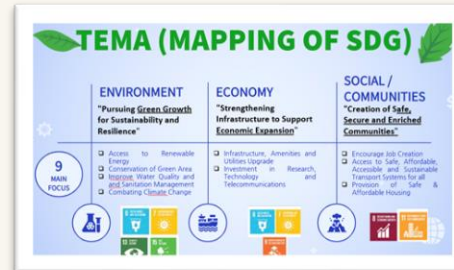 TEMA (MAPPING OF SDG)
ENVIRONMENT
"Pursuing Green Growth
for Sustainability and
Resilience"
ECONOMY
"Strengthening
Infrastructure to Support
Economic Expansion"
SOCIAL /
COMMUNITIES
"Creation of Safe,
Secure and Enriched
Communities"
9
MAIN
FOCUS
Access to Renewable
Energy
Conservation of Green Area
Improve Water Quality and
and Sanitation Management
Combating Climate Change
Infrastructure, Amenities and
Utilities Upgrade
Investment in Research,
Technology and
Telecommunications
Encourage Job Creation
Access to Safe, Affordable,
Accessible and Sustainable
Transport Systems for all
Provision of Safe &
Affordable Housing